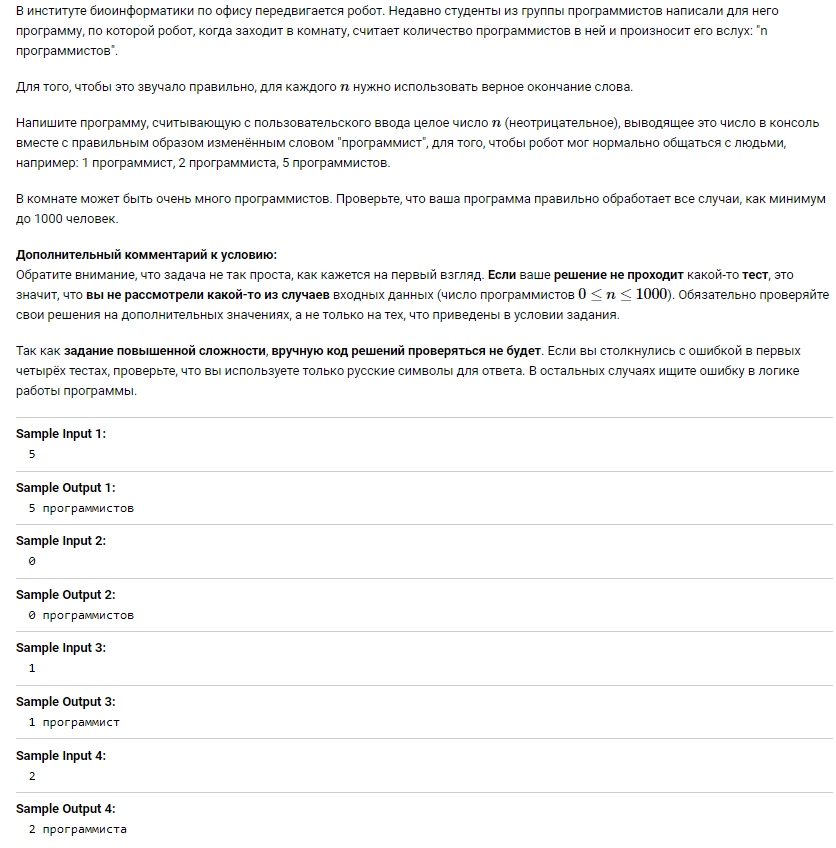 В институте биоинформатики по офису передвигается робот. Недавно студенты из группы программистов написали для него
программу, по которой робот, когда заходит в комнату, считает количество программистов в ней и произносит его вслух: "n
программистов".
Для того, чтобы это звучало правильно, для каждого n нужно использовать верное окончание слова.
Напишите программу, считывающую с пользовательского ввода целое число n (неотрицательное), выводящее это число в консоль
вместе с правильным образом изменённым словом "программист", для того, чтобы робот мог нормально общаться с людьми,
например: 1 программист, 2 программиста, 5 программистов.
В комнате может быть очень много программистов. Проверьте, что ваша программа правильно обработает все случаи, как минимум
до 1000 человек.
Дополнительный комментарий к условию:
Обратите внимание, что задача не так проста, как кажется на первый взгляд. Если ваше решение не проходит какой-то тест, это
значит, что вы не рассмотрели какой-то из случаев входных данных (число программистов 0 ≤ n ≤ 1000). Обязательно проверяйте
свои решения на дополнительных значениях, а не только на тех, что приведены в условии задания.
Так как задание повышенной сложности, вручную код решений проверяться не будет. Если вы столкнулись с ошибкой в первых
четырёх тестах, проверьте, что вы используете только русские символы для ответа. В остальных случаях ищите ошибку в логике
работы программы.
Sample Input 1:
5
Sample Output 1:
5 программистов
Sample Input 2:
0
Sample Output 2:
0 программистов
Sample Input 3:
1
Sample Output 3:
1 программист
Sample Input 4:
2
Sample Output 4:
2 программиста